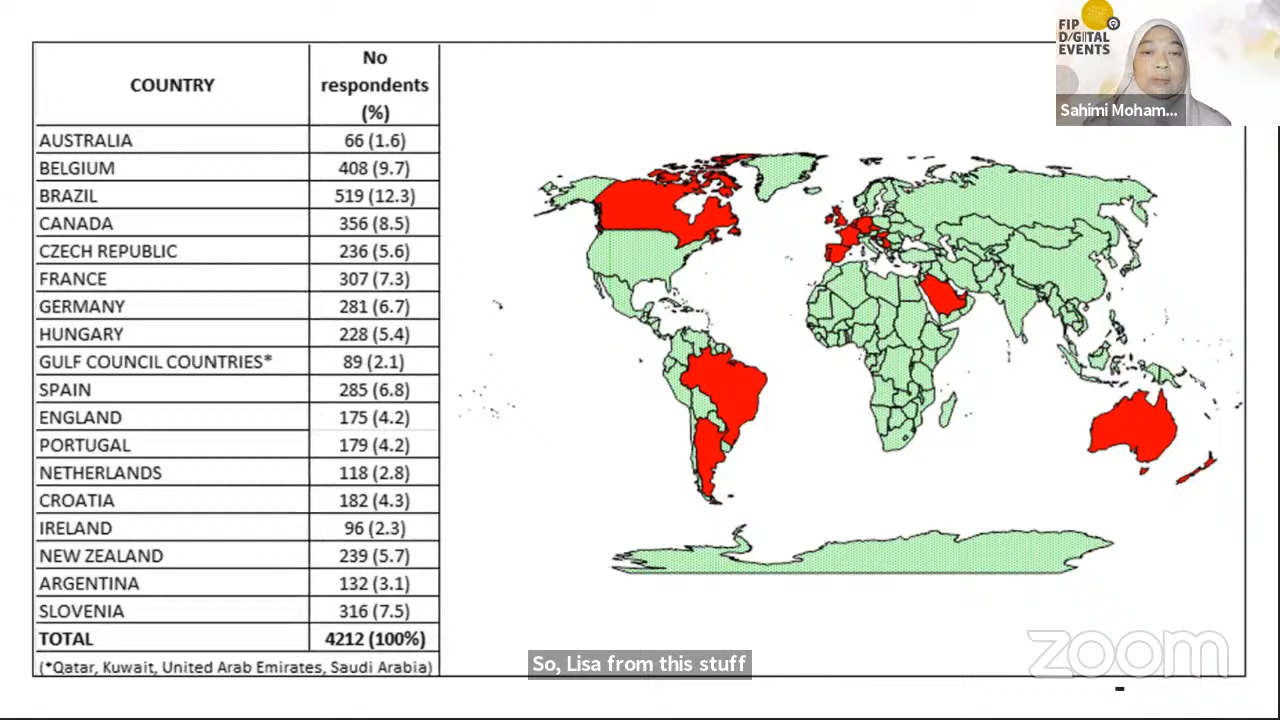 COUNTRY No respondents (%)
AUSTRALIA 66 (1.6)
BELGIUM 408 (9.7)
BRAZIL 519 (12.3)
CANADA 356 (8.5)
CZECH REPUBLIC 236 (5.6)
FRANCE 307 (7.3)
GERMANY 281 (6.7)
HUNGARY 228 (5.4)
GULF COUNCIL COUNTRIES* 89 (2.1)
SPAIN 285 (6.8)
ENGLAND 175 (4.2)
PORTUGAL 179 (4.2)
NETHERLANDS 118 (2.8)
CROATIA 182 (4.3)
IRELAND 96 (2.3)
NEW ZEALAND 239 (5.7)
ARGENTINA 132 (3.1)
SLOVENIA 316 (7.5)
TOTAL 4212 (100%)
(*Qatar, Kuwait, United Arab Emirates, Saudi Arabia)
FIP
D/GITAL
EVENTS
Sahimi Moham...
So, Lisa from this stuff
zoom